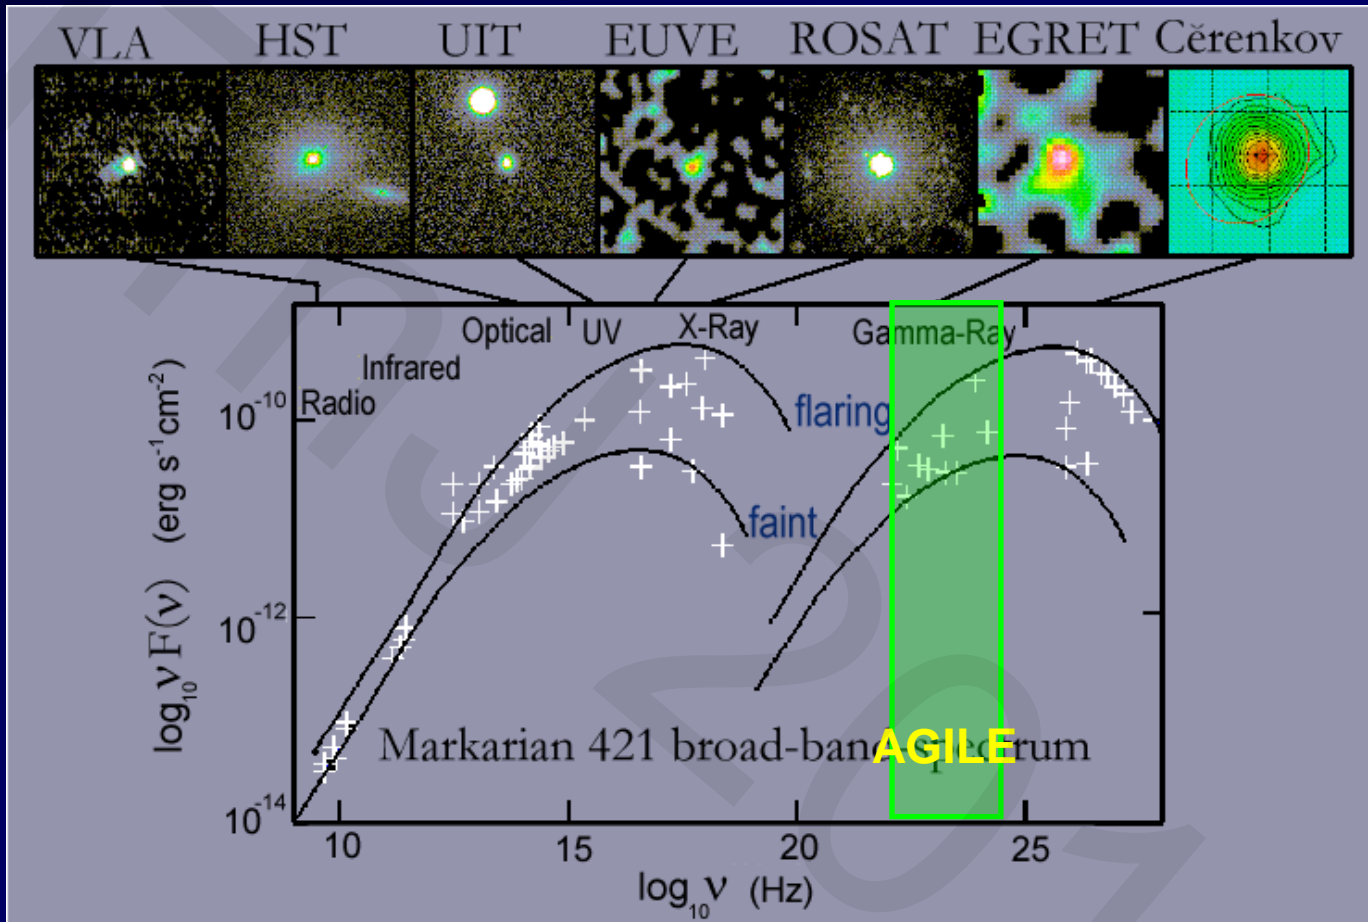 VLA HST UIT EUVE ROSAT EGRET Cĕrenkov
Optical UV X-Ray Gamma-Ray
Infrared
Radio
flaring
faint
10⁻¹⁰
10⁻¹²
10⁻¹⁴
log₁₀ νF(ν) (erg s⁻¹cm⁻²)
Markarian 421 broad-band-spectrum
AGILE
10 15 20 25
log₁₀ ν (Hz)